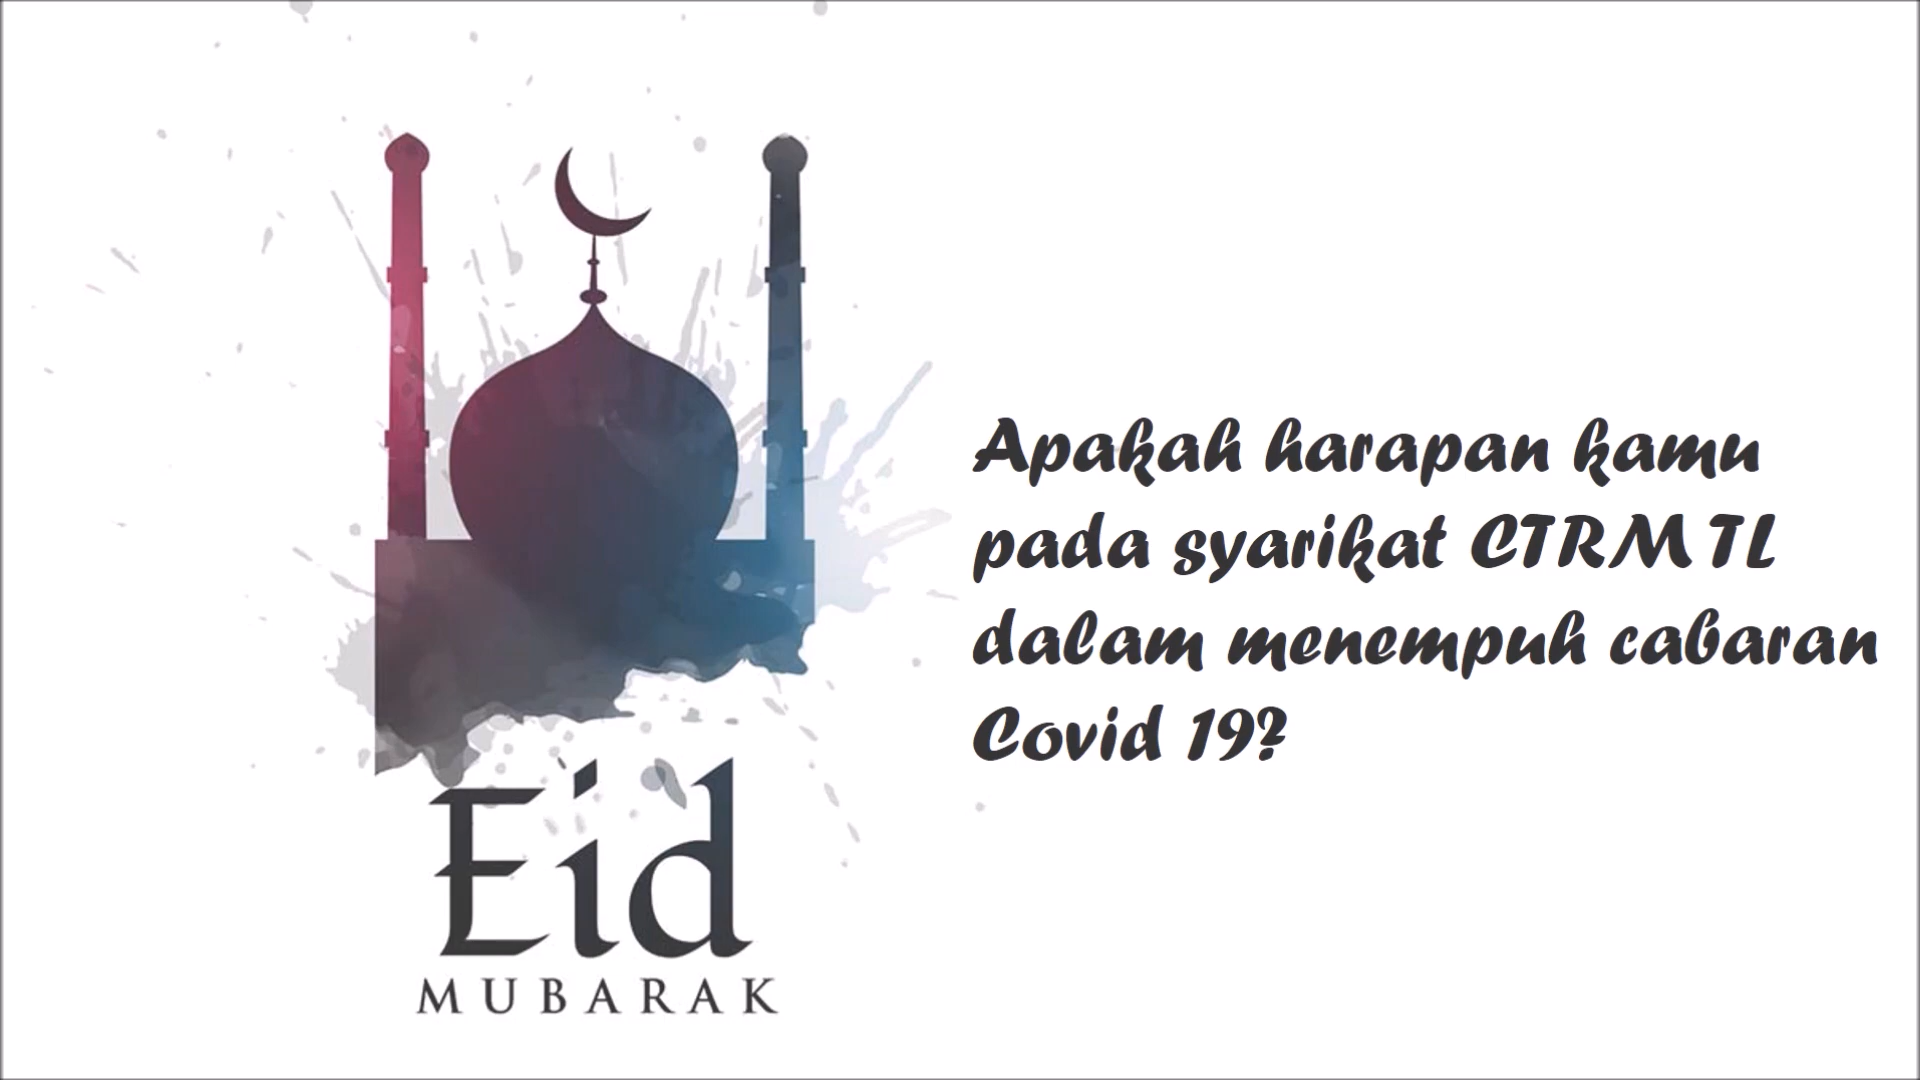 Eid
MUBARAK
Apakah harapan kamu
pada syarikat CTRM TL
dalam menempuh cabaran
Covid 19?